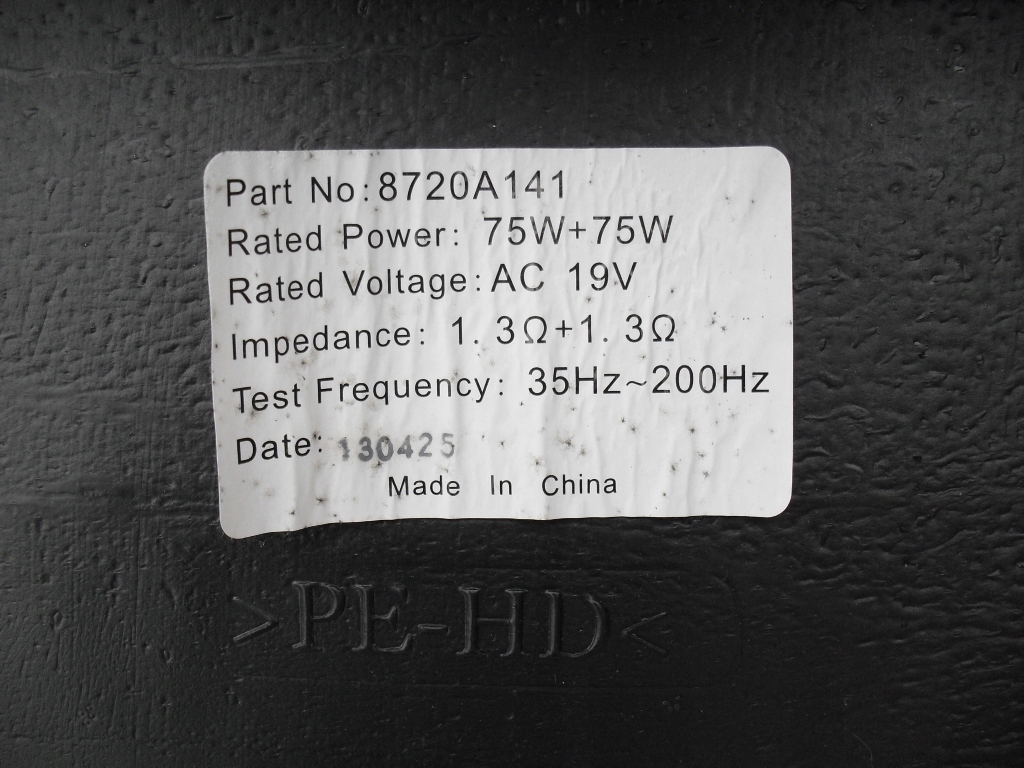 Part No:8720A141
Rated Power: 75W+75W
Rated Voltage:AC 19V
Impedance: 1.3Ω+1.3Ω
Test Frequency: 35Hz~200Hz
Date: 130425
Made In China
>PE-HD<